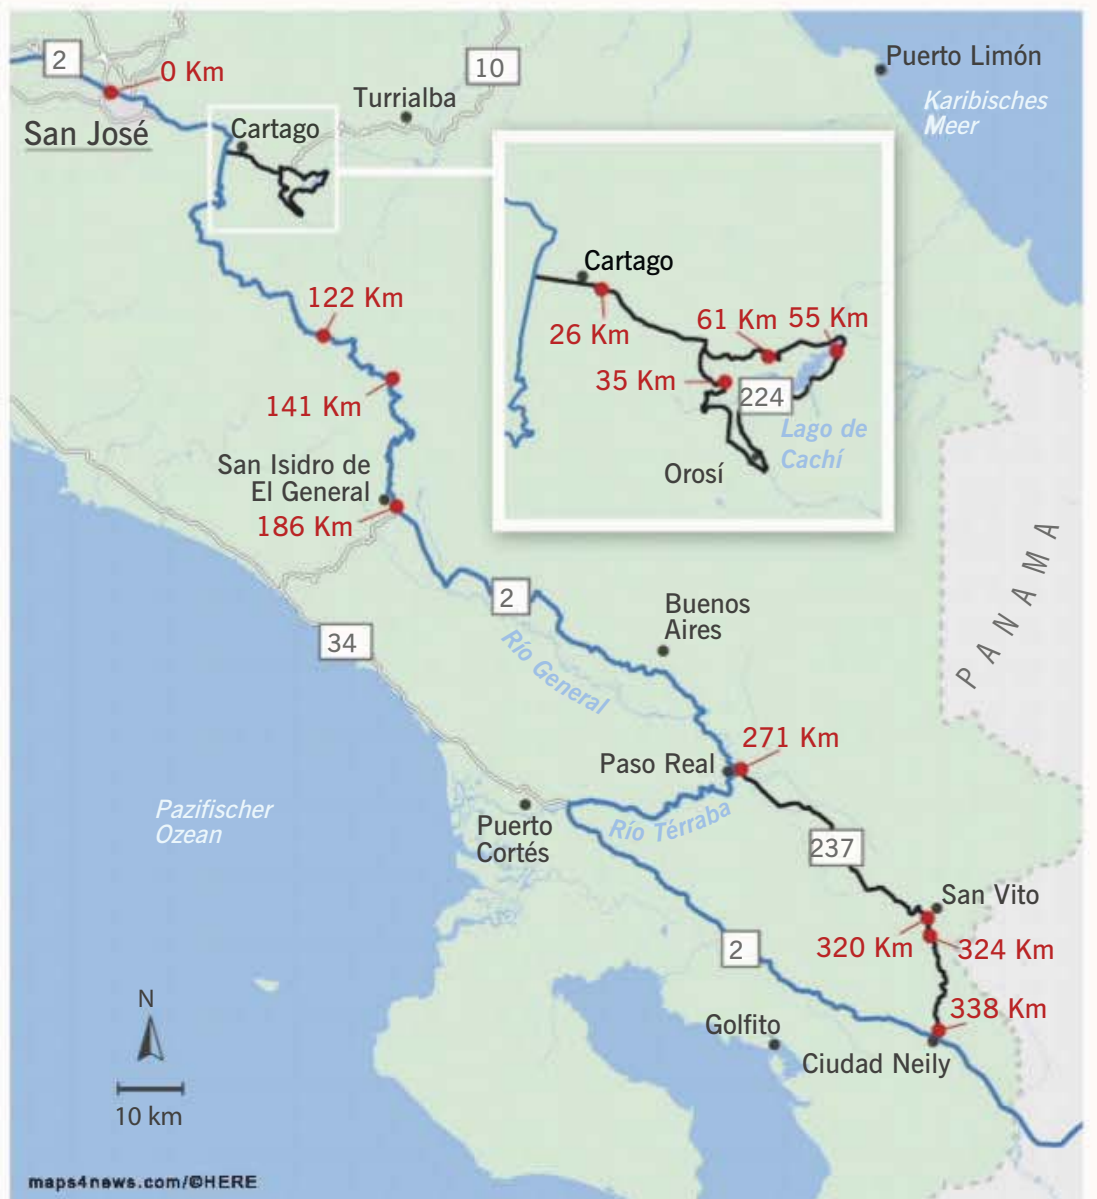 2
0 Km
San José
10
Turrialba
Cartago
Puerto Limón
Karibisches
Meer
Cartago
26 Km
61 Km
55 Km
35 Km
224
Lago de
Cachí
Orosí
122 Km
141 Km
San Isidro de
El General
186 Km
2
34
Río General
Buenos
Aires
PANAMA
271 Km
Paso Real
Río Térraba
Puerto
Cortés
Pazifischer
Ozean
237
San Vito
320 Km
324 Km
2
338 Km
Golfito
Ciudad Neily
N
10 km
maps4news.com/©HERE